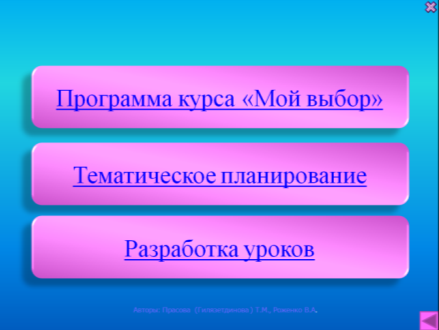 Программа курса «Мой выбор»
Тематическое планирование
Разработка уроков